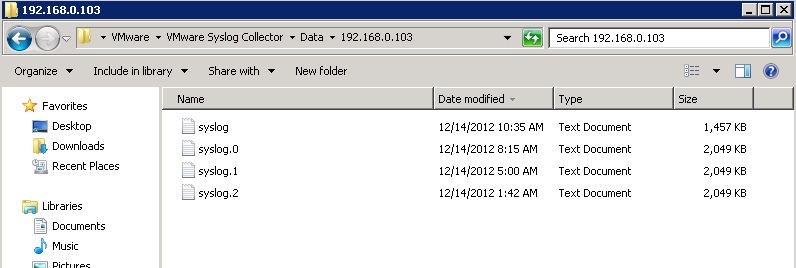 192.168.0.103
VMware VMware Syslog Collector Data 192.168.0.103 Search 192.168.0.103
Organize Include in library Share with New folder
Favorites
Desktop
Downloads
Recent Places
Libraries
Documents
Music
Pictures
Name Date modified Type Size
syslog 12/14/2012 10:35 AM Text Document 1,457 KB
syslog.0 12/14/2012 8:15 AM Text Document 2,049 KB
syslog.1 12/14/2012 5:00 AM Text Document 2,049 KB
syslog.2 12/14/2012 1:42 AM Text Document 2,049 KB